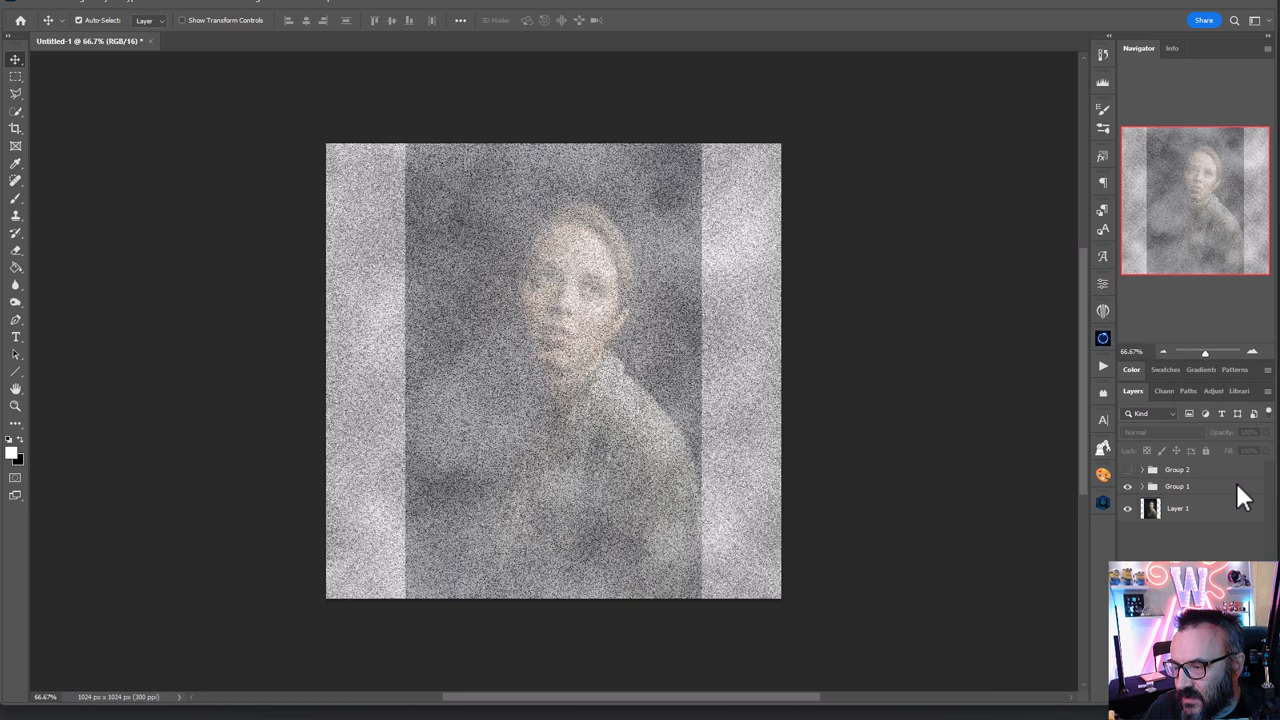 Auto-Select: Layer Show Transform Controls 3D Mode: Share
Untitled-1 @ 66.7% (RGB/16) *
Navigator Info
66.67%
Color Swatches Gradients Patterns
Layers Chann Paths Adjust Librari
Kind
Normal Opacity: 100%
Lock: Fill: 100%
Group 2
Group 1
Layer 1
W
66.67% 1024 px x 1024 px (300 ppi)